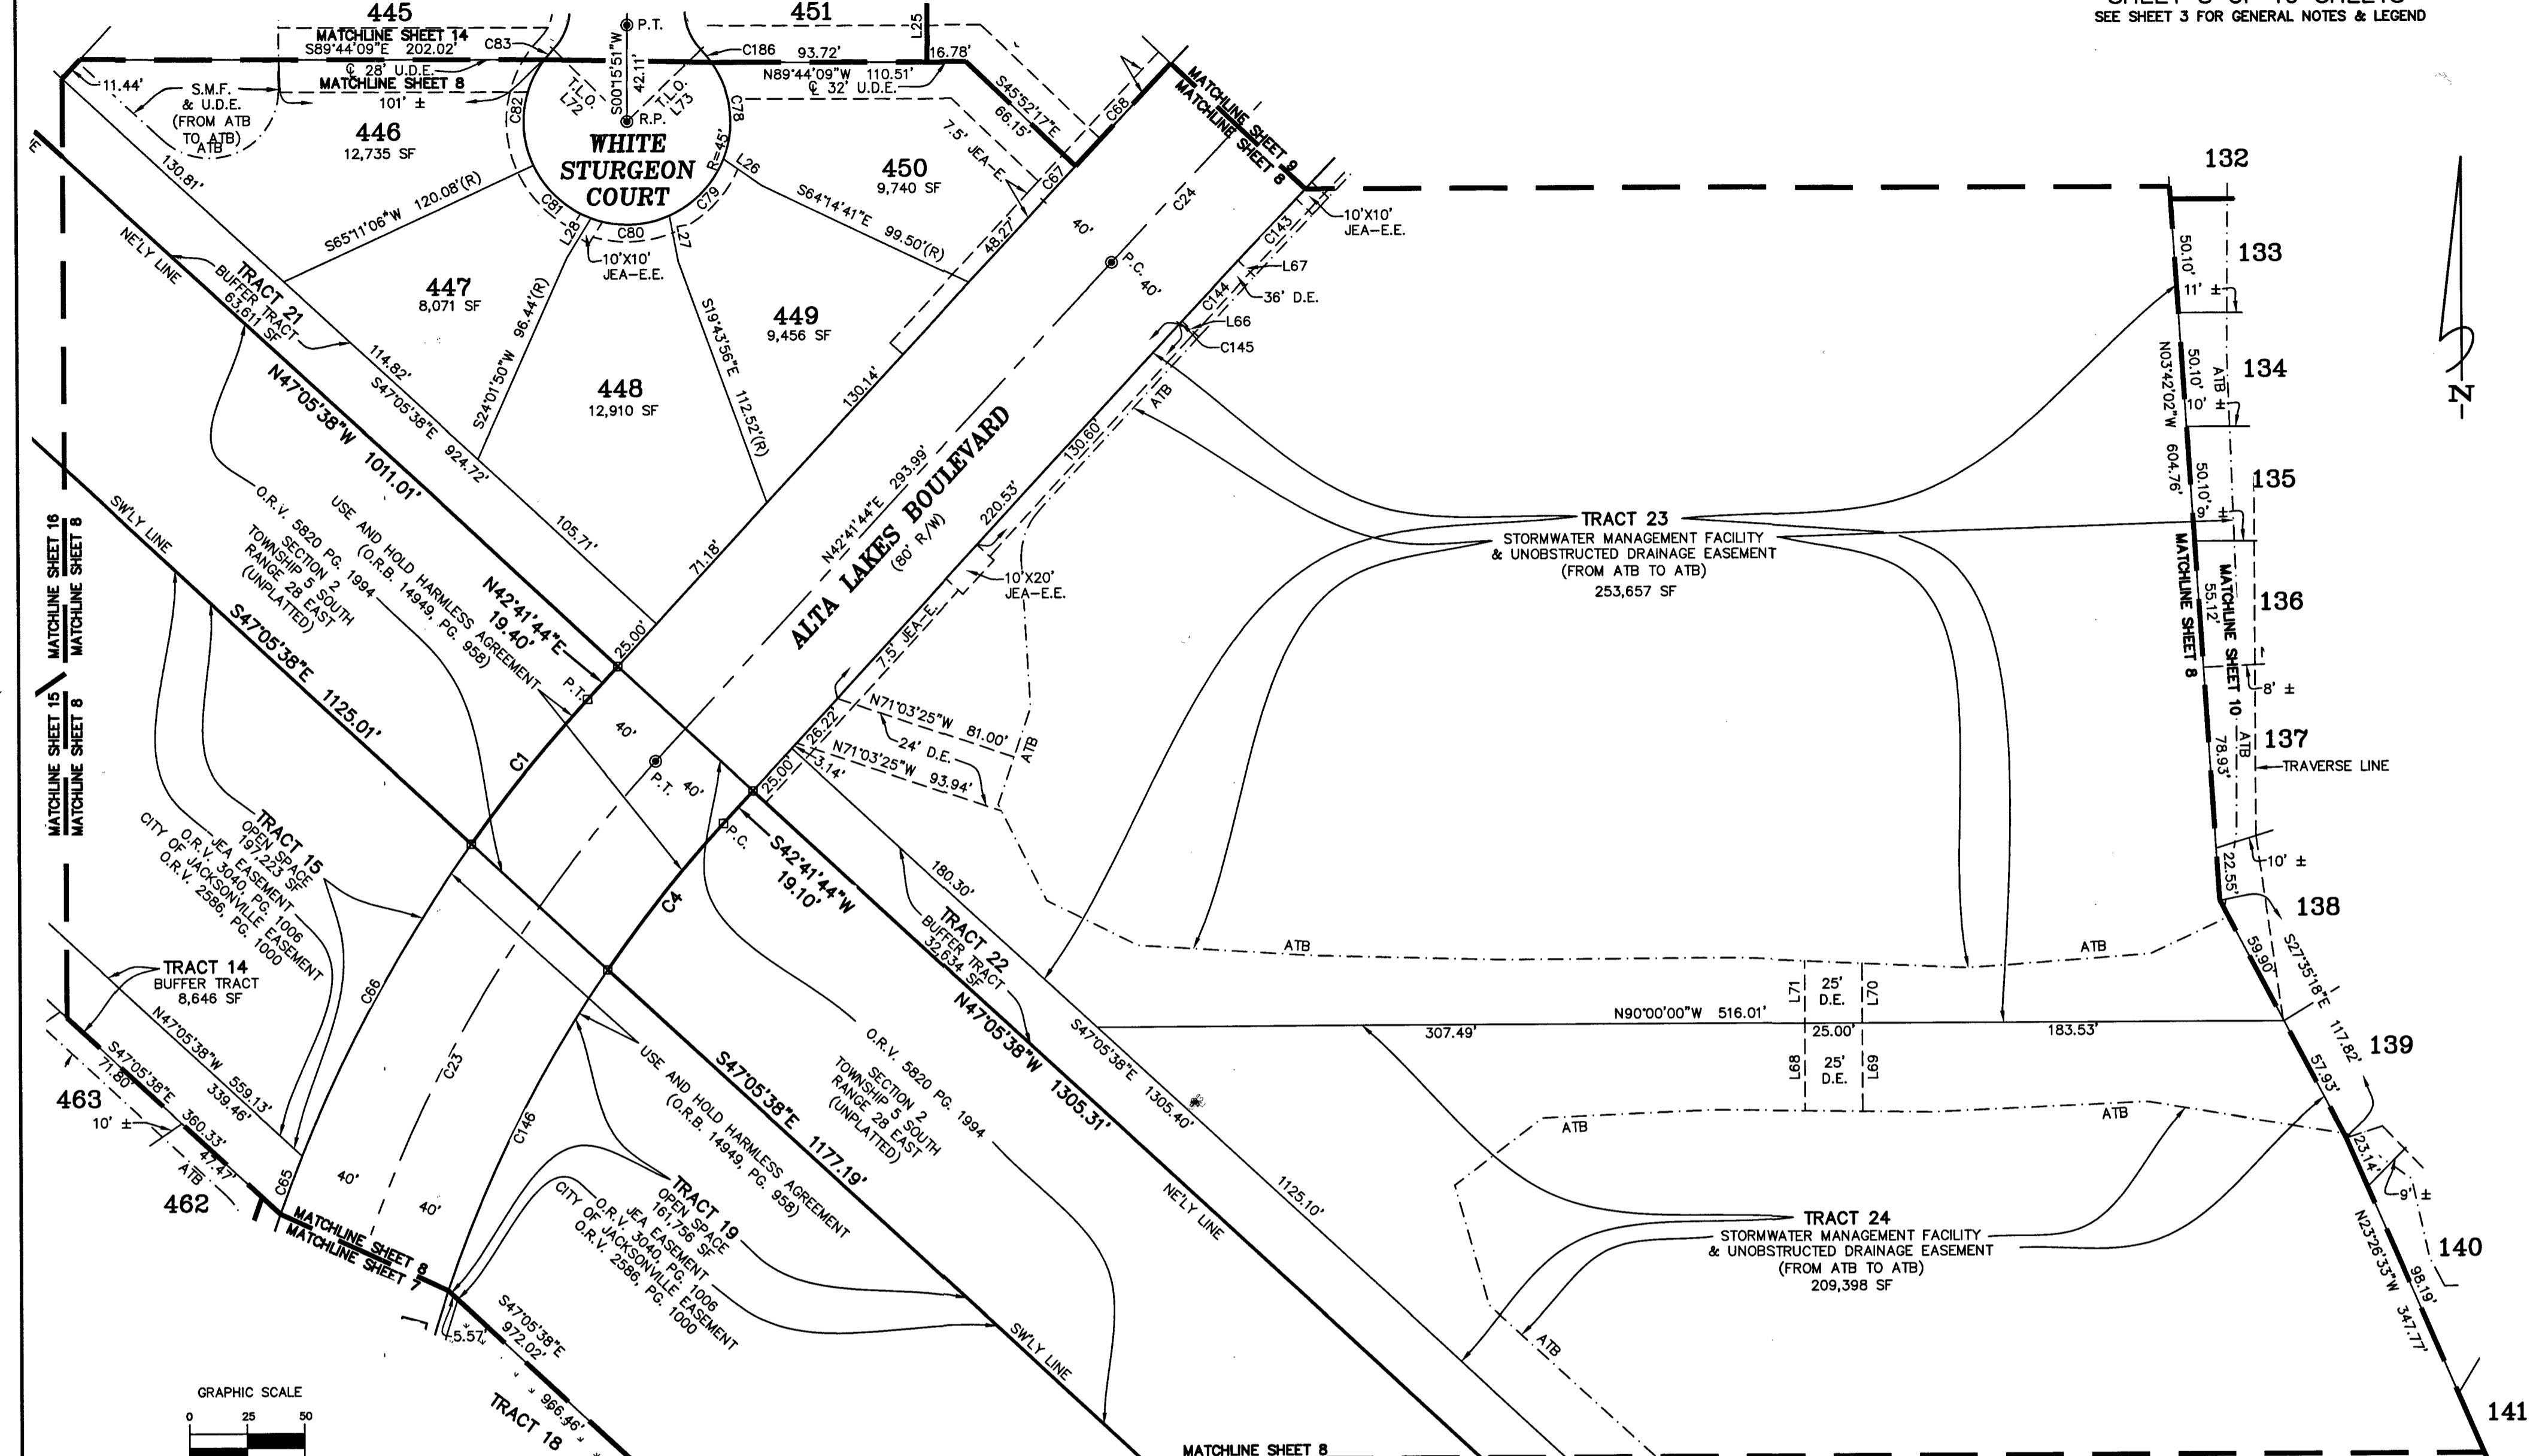 SEE SHEET 3 FOR GENERAL NOTES & LEGEND
445
MATCHLINE SHEET 14
S89°44'09"E 202.02'
C83
℄ 28' U.D.E.
MATCHLINE SHEET 8
101' ±
11.44'
S.M.F.
& U.D.E.
(FROM ATB
TO ATB)
ATB
446
12,735 SF
130.81'
C82
T.L.O.
L72
S00°15'51"W
42.11'
P.T.
R.P.
T.L.O.
L73
C78
R=45'
WHITE
STURGEON
COURT
451
L25
C186
93.72'
16.78'
N89°44'09"W 110.51'
℄ 32' U.D.E.
S45°52'17"E
66.15'
C68
7.5' JEA-E.
C67
450
9,740 SF
L26
S64°14'41"E 99.50'(R)
48.27'
C79
C80
C81
L27
L28
10'X10'
JEA-E.E.
S65°11'06"W 120.08'(R)
447
8,071 SF
S24°01'50"W 96.44'(R)
448
12,910 SF
S19°43'56"E 112.52'(R)
449
9,456 SF
130.14'
71.18'
MATCHLINE SHEET 9
MATCHLINE SHEET 8
C24
40'
P.C.
40'
C143
10'X10'
JEA-E.E.
L67
36' D.E.
C144
L66
C145
ATB
130.60'
220.53'
N42°41'44"E 293.99'
ALTA LAKES BOULEVARD
(80' R/W)
10'X20'
JEA-E.E.
7.5' JEA-E.
E
NE'LY LINE
TRACT 21
BUFFER TRACT
63,611 SF
114.82'
S47°05'38"E 924.72'
105.71'
N47°05'38"W 1011.01'
USE AND HOLD HARMLESS AGREEMENT
(O.R.B. 14949, PG. 958)
O.R.V. 5820 PG. 1994
SECTION 2
TOWNSHIP 5 SOUTH
RANGE 28 EAST
(UNPLATTED)
N42°41'44"E
19.40'
25.00'
P.T.
SW'LY LINE
S47°05'38"E 1125.01'
MATCHLINE SHEET 16
MATCHLINE SHEET 8
MATCHLINE SHEET 15
MATCHLINE SHEET 8
C1
40'
P.T.
40'
P.C.
C4
25.00'
26.22'
3.14'
N71°03'25"W 81.00'
24' D.E.
N71°03'25"W 93.94'
ATB
S42°41'44"W
19.10'
180.30'
TRACT 22
BUFFER TRACT
32,634 SF
N47°05'38"W 1305.31'
S47°05'38"E 1305.40'
1125.10'
NE'LY LINE
TRACT 15
OPEN SPACE
197,223 SF
JEA EASEMENT
O.R.V. 3040, PG. 1006
CITY OF JACKSONVILLE EASEMENT
O.R.V. 2586, PG. 1000
TRACT 14
BUFFER TRACT
8,646 SF
N47°05'38"W 559.13'
339.46'
S47°05'38"E
71.80'
360.33'
47.47'
463
10' ±
ATB
462
C66
C65
C23
C146
40'
40'
MATCHLINE SHEET 8
MATCHLINE SHEET 7
USE AND HOLD HARMLESS AGREEMENT
(O.R.B. 14949, PG. 958)
S47°05'38"E 1177.19'
O.R.V. 5820 PG. 1994
SECTION 2
TOWNSHIP 5 SOUTH
RANGE 28 EAST
(UNPLATTED)
TRACT 19
OPEN SPACE
161,756 SF
JEA EASEMENT
O.R.V. 3040, PG. 1006
CITY OF JACKSONVILLE EASEMENT
O.R.V. 2586, PG. 1000
SW'LY LINE
5.57'
S47°05'38"E
972.02'
966.46'
TRACT 18
GRAPHIC SCALE
0 25 50
TRACT 23
STORMWATER MANAGEMENT FACILITY
& UNOBSTRUCTED DRAINAGE EASEMENT
(FROM ATB TO ATB)
253,657 SF
132
133
50.10'
11' ±
134
50.10'
10' ±
ATB
N03°42'02"W 604.76'
135
50.10'
9' ±
MATCHLINE SHEET 8
MATCHLINE SHEET 10
136
55.12'
8' ±
137
78.93'
ATB
TRAVERSE LINE
10' ±
22.55'
138
59.90'
S27°35'18"E 117.82'
139
57.93'
ATB
ATB
L71
25'
D.E.
L70
N90°00'00"W 516.01'
307.49'
25.00'
183.53'
L68
25'
D.E.
L69
ATB
ATB
23.14'
9' ±
TRACT 24
STORMWATER MANAGEMENT FACILITY
& UNOBSTRUCTED DRAINAGE EASEMENT
(FROM ATB TO ATB)
209,398 SF
ATB
140
N23°26'33"W 347.77'
98.19'
141
MATCHLINE SHEET 8
N